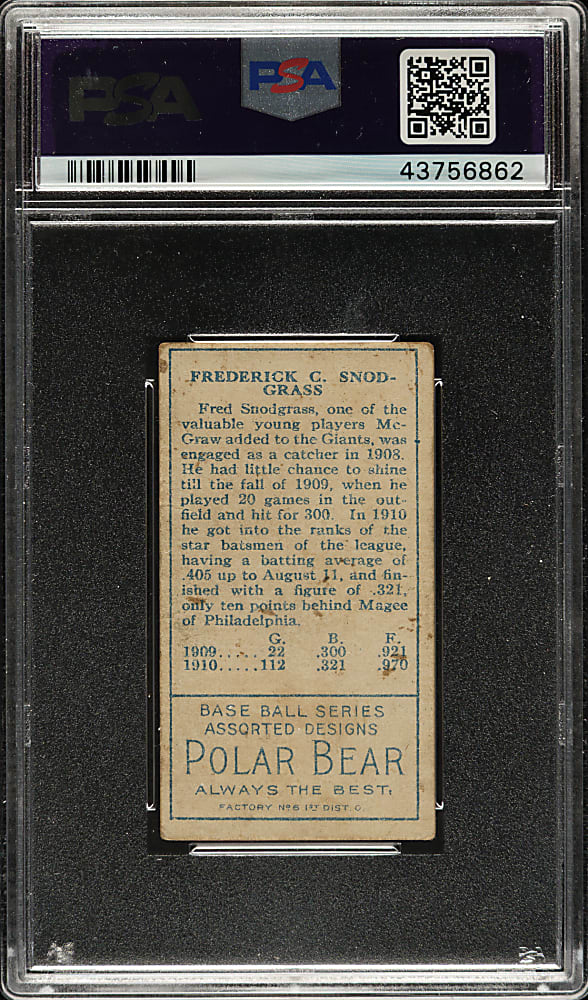 PSA PSA
43756862
FREDERICK C. SNOD-
GRASS
Fred Snodgrass, one of the
valuable young players Mc-
Graw added to the Giants, was
engaged as a catcher in 1908.
He had little chance to shine
till the fall of 1909, when he
played 20 games in the out-
field and hit for 300. In 1910
he got into the ranks of the
star batsmen of the league,
having a batting average of
.405 up to August 11, and fin-
ished with a figure of .321,
only ten points behind Magee
of Philadelphia.
G. B. F.
1909..... 22 .300 .921
1910.....112 .321 .970
BASE BALL SERIES
ASSORTED DESIGNS
POLAR BEAR
ALWAYS THE BEST.
FACTORY Nº 6 1ST DIST. O.